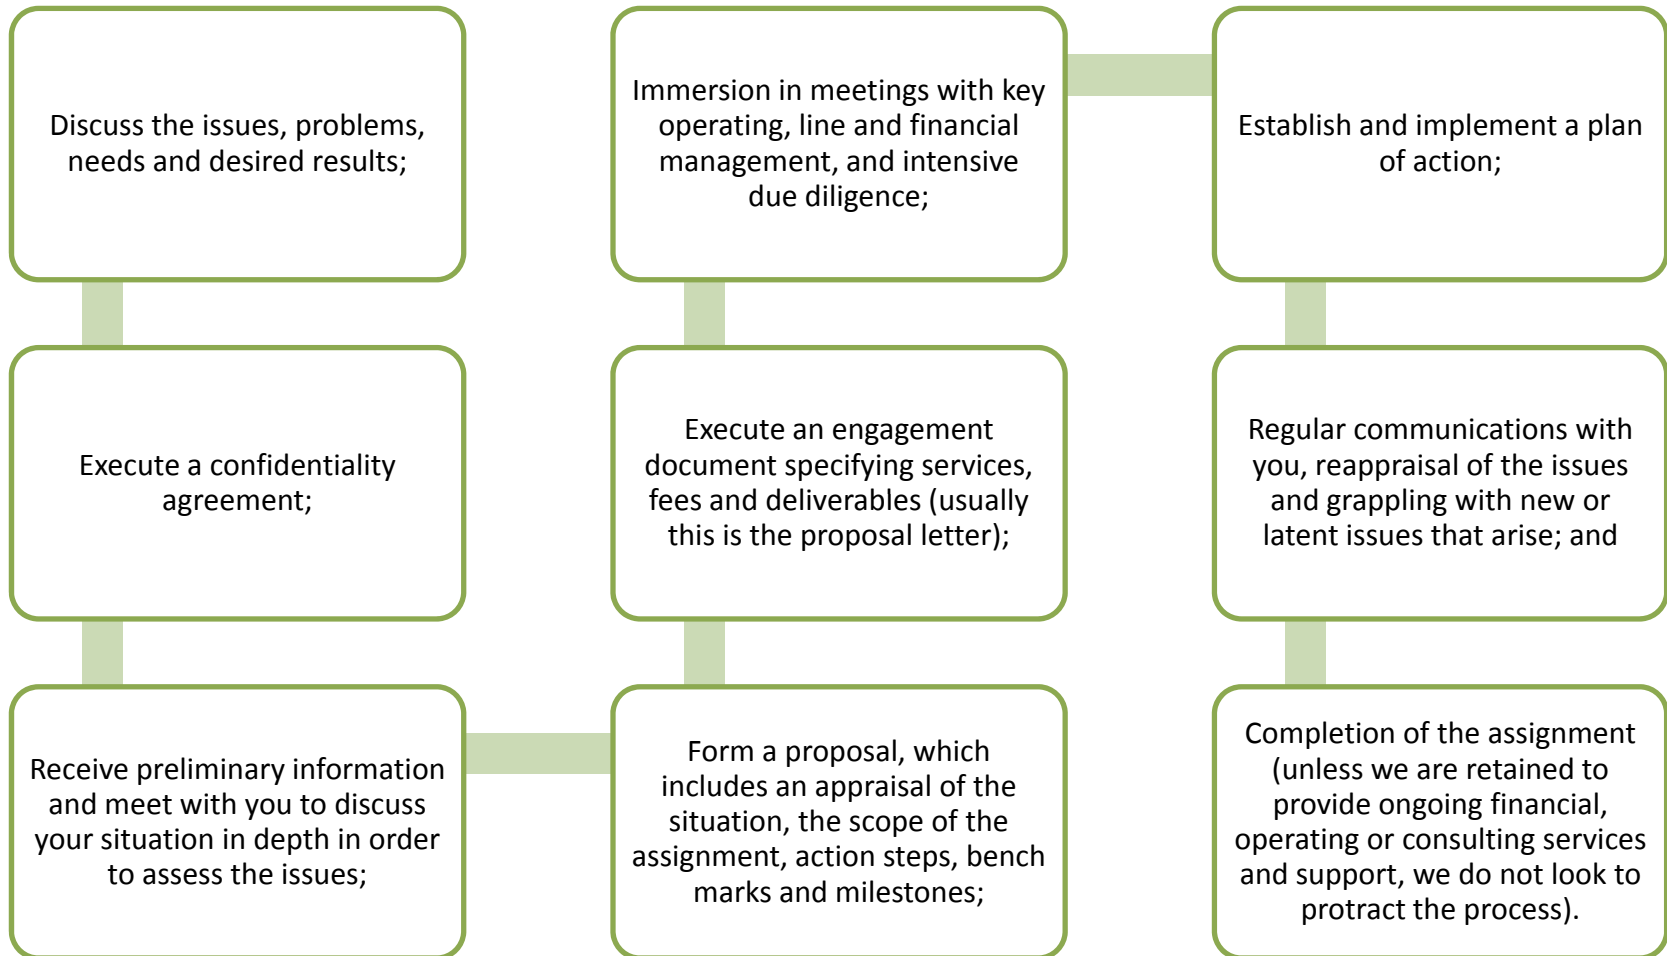 Discuss the issues, problems,
needs and desired results;
Execute a confidentiality
agreement;
Receive preliminary information
and meet with you to discuss
your situation in depth in order
to assess the issues;
Form a proposal, which
includes an appraisal of the
situation, the scope of the
assignment, action steps, bench
marks and milestones;
Execute an engagement
document specifying services,
fees and deliverables (usually
this is the proposal letter);
Immersion in meetings with key
operating, line and financial
management, and intensive
due diligence;
Establish and implement a plan
of action;
Regular communications with
you, reappraisal of the issues
and grappling with new or
latent issues that arise; and
Completion of the assignment
(unless we are retained to
provide ongoing financial,
operating or consulting services
and support, we do not look to
protract the process).